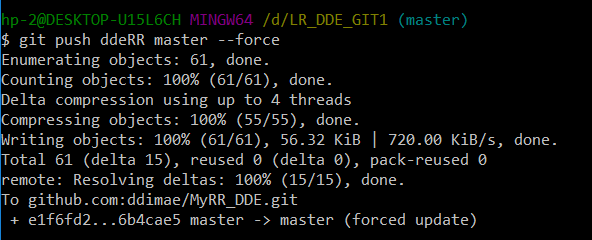 hp-2@DESKTOP-U15L6CH MINGW64 /d/LR_DDE_GIT1 (master)
$ git push ddeRR master --force
Enumerating objects: 61, done.
Counting objects: 100% (61/61), done.
Delta compression using up to 4 threads
Compressing objects: 100% (55/55), done.
Writing objects: 100% (61/61), 56.32 KiB | 720.00 KiB/s, done.
Total 61 (delta 15), reused 0 (delta 0), pack-reused 0
remote: Resolving deltas: 100% (15/15), done.
To github.com:ddimae/MyRR_DDE.git
 + e1f6fd2...6b4cae5 master -> master (forced update)